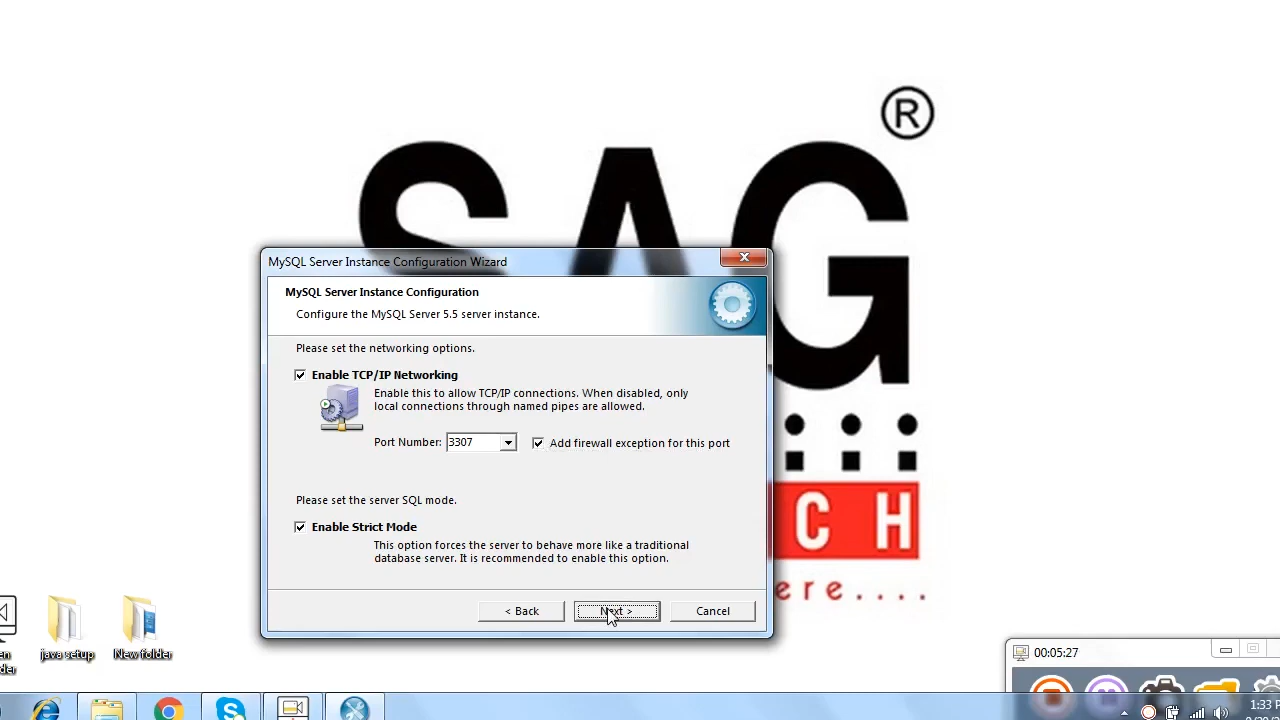 ®
SAG
MySQL Server Instance Configuration Wizard
MySQL Server Instance Configuration
Configure the MySQL Server 5.5 server instance.
Please set the networking options.
Enable TCP/IP Networking
Enable this to allow TCP/IP connections. When disabled, only
local connections through named pipes are allowed.
Port Number: 3307
Add firewall exception for this port
Please set the server SQL mode.
Enable Strict Mode
This option forces the server to behave more like a traditional
database server. It is recommended to enable this option.
< Back
Next >
Cancel
CH
ere....
java setup
New folder
00:05:27
1:33 P